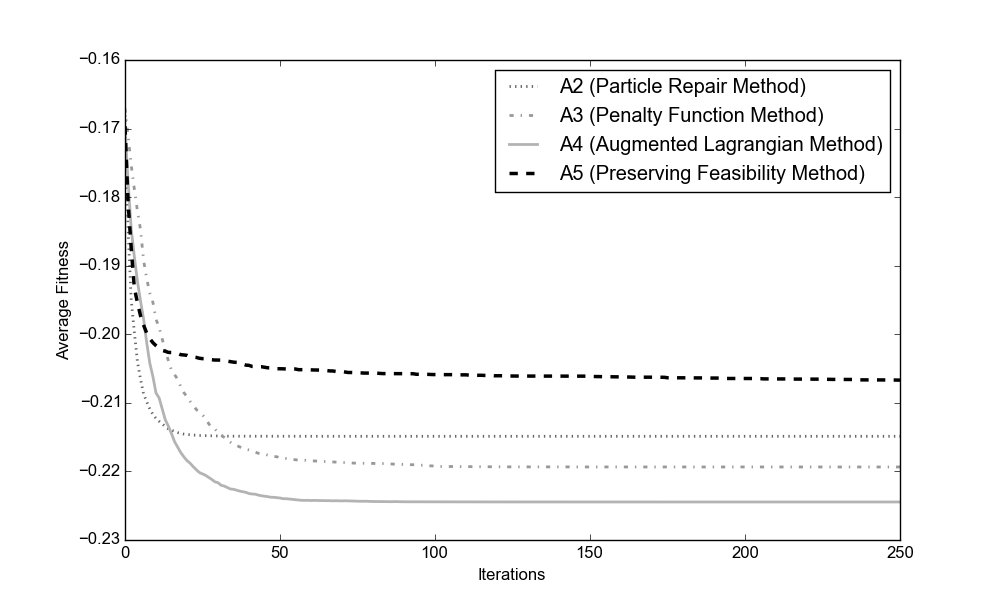 −0.16
−0.17
−0.18
−0.19
−0.20
−0.21
−0.22
−0.23
Average Fitness
A2 (Particle Repair Method)
A3 (Penalty Function Method)
A4 (Augmented Lagrangian Method)
A5 (Preserving Feasibility Method)
0 50 100 150 200 250
Iterations